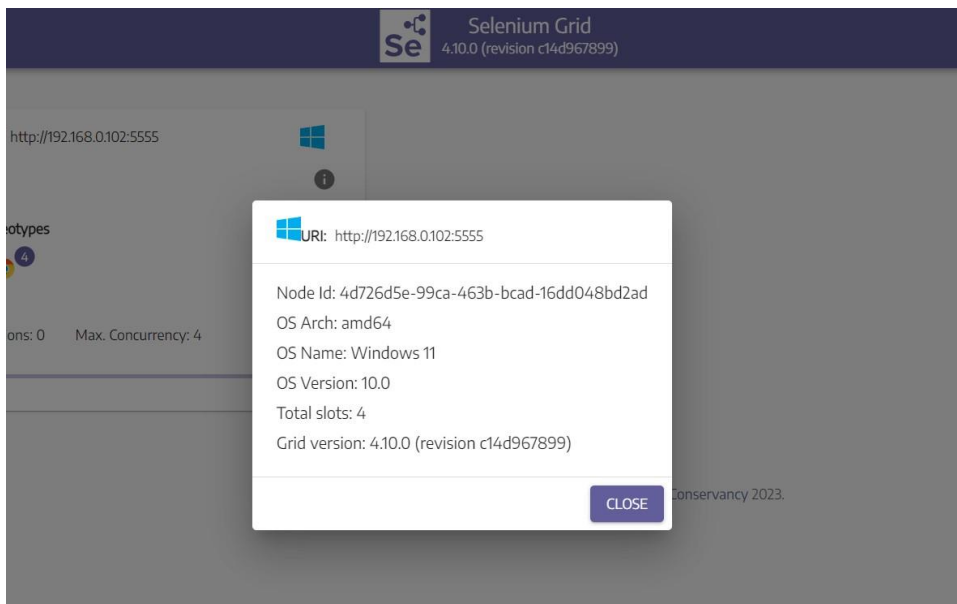 Se
Selenium Grid
4.10.0 (revision c14d967899)
http://192.168.0.102:5555
eotypes
4
ons: 0 Max. Concurrency: 4
URI: http://192.168.0.102:5555
Node Id: 4d726d5e-99ca-463b-bcad-16dd048bd2ad
OS Arch: amd64
OS Name: Windows 11
OS Version: 10.0
Total slots: 4
Grid version: 4.10.0 (revision c14d967899)
CLOSE
Conservancy 2023.